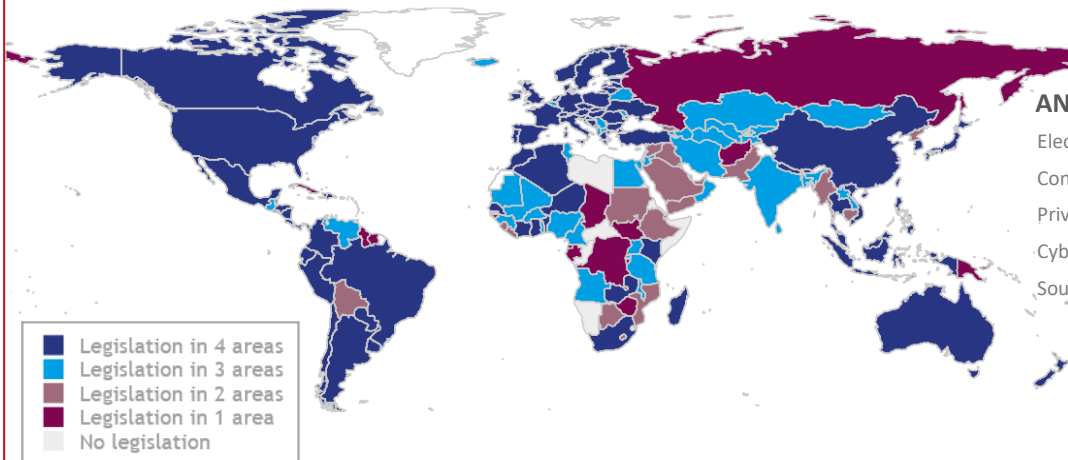 AN
Elec
Con
Priv
Cyb
Sou
Legislation in 4 areas
Legislation in 3 areas
Legislation in 2 areas
Legislation in 1 area
No legislation